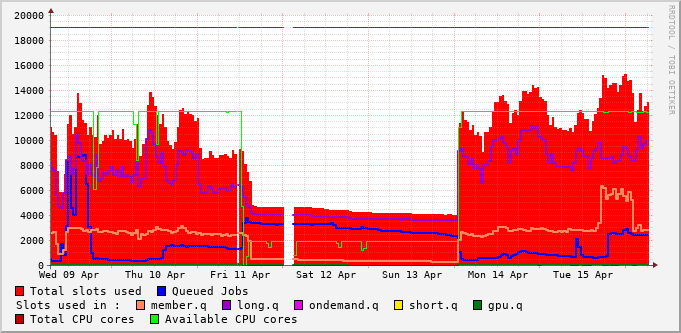 RRDTOOL / TOBI OETIKER
20000
18000
16000
14000
12000
10000
8000
6000
4000
2000
0
Wed 09 Apr Thu 10 Apr Fri 11 Apr Sat 12 Apr Sun 13 Apr Mon 14 Apr Tue 15 Apr
Total slots used Queued Jobs
Slots used in : member.q long.q ondemand.q short.q gpu.q
Total CPU cores Available CPU cores